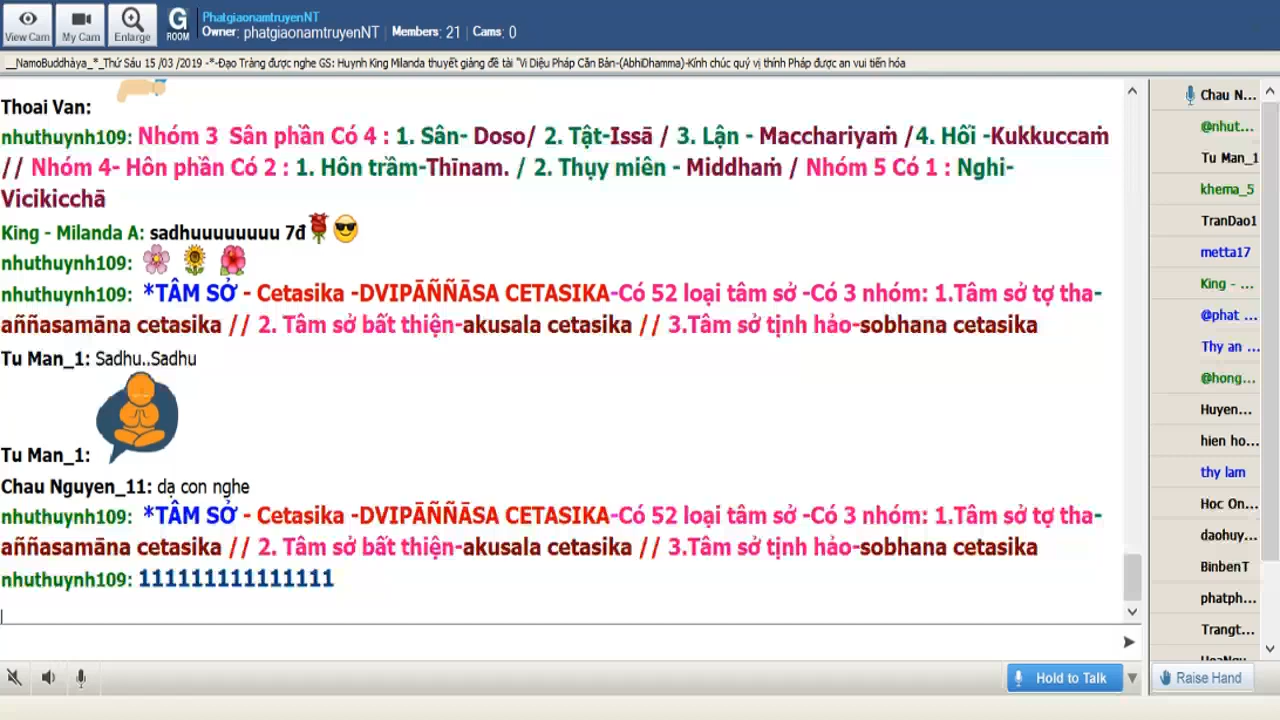 View Cam
My Cam
Enlarge
G
ROOM
PhatgiaonamtruyenNT
Owner: phatgiaonamtruyenNT Members: 21 Cams: 0
__NamoBuddhàya_*_Thứ Sáu 15 /03 /2019 -*-Đạo Tràng được nghe GS: Huynh King Milanda thuyết giảng đề tài "Vi Diệu Pháp Căn Bản-(AbhiDhamma)-Kính chúc quý vị thính Pháp được an vui tiến hóa
Thoai Van:
nhuthuynh109: Nhóm 3 Sân phần Có 4 : 1. Sân- Doso/ 2. Tật-Issā / 3. Lận - Macchariyaṁ /4. Hối -Kukkuccaṁ
// Nhóm 4- Hôn phần Có 2 : 1. Hôn trầm-Thīnam. / 2. Thụy miên - Middhaṁ / Nhóm 5 Có 1 : Nghi-
Vicikicchā
King - Milanda A: sadhuuuuuuuu 7đ
nhuthuynh109:
nhuthuynh109: *TÂM SỞ - Cetasika -DVIPĀÑÑĀSA CETASIKA-Có 52 loại tâm sở -Có 3 nhóm: 1.Tâm sở tợ tha-
aññasamāna cetasika // 2. Tâm sở bất thiện-akusala cetasika // 3.Tâm sở tịnh hảo-sobhana cetasika
Tu Man_1: Sadhu..Sadhu
Tu Man_1:
Chau Nguyen_11: dạ con nghe
nhuthuynh109: *TÂM SỞ - Cetasika -DVIPĀÑÑĀSA CETASIKA-Có 52 loại tâm sở -Có 3 nhóm: 1.Tâm sở tợ tha-
aññasamāna cetasika // 2. Tâm sở bất thiện-akusala cetasika // 3.Tâm sở tịnh hảo-sobhana cetasika
nhuthuynh109: 111111111111111
Chau N...
@nhut...
Tu Man_1
khema_5
TranDao1
metta17
King - ...
@phat ...
Thy an ...
@hong...
Huyen...
hien ho...
thy lam
Hoc On...
daohuy...
BinbenT
phatph...
Trangt...
Hold to Talk
Raise Hand